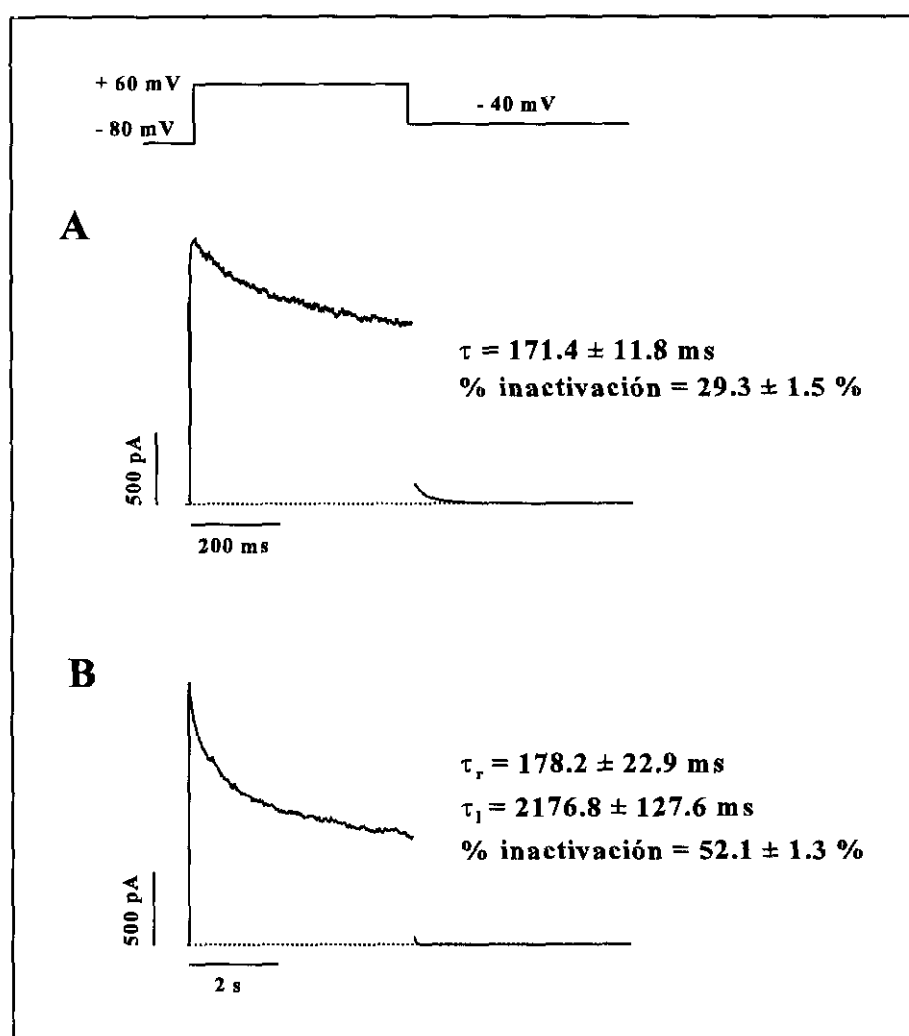 + 60 mV
- 40 mV
- 80 mV
A
τ = 171.4 ± 11.8 ms
% inactivación = 29.3 ± 1.5 %
500 pA
200 ms
B
τr = 178.2 ± 22.9 ms
τl = 2176.8 ± 127.6 ms
% inactivación = 52.1 ± 1.3 %
500 pA
2 s